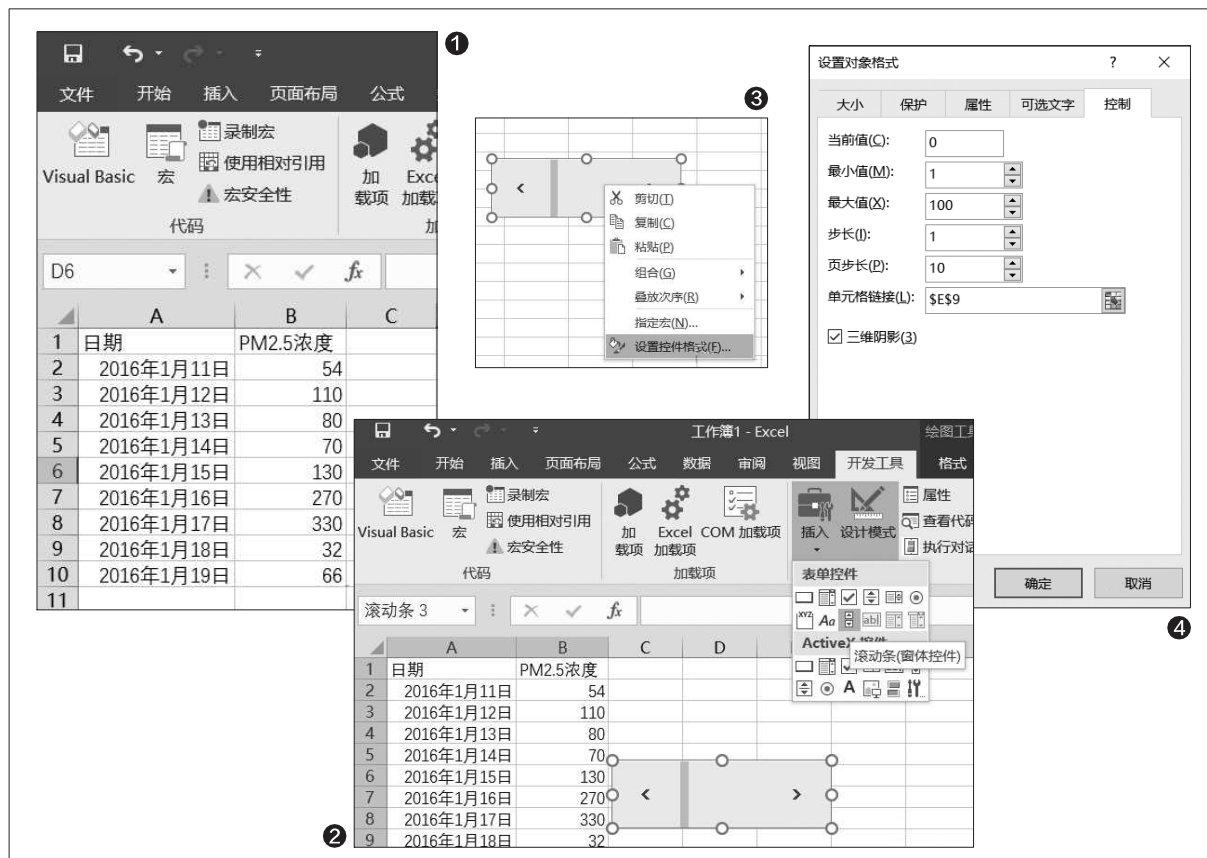 ❶
文件 开始 插入 页面布局 公式
Visual Basic 宏
录制宏
使用相对引用
宏安全性
加载项
代码
D6
fx
A B C
1 日期 PM2.5浓度
2 2016年1月11日 54
3 2016年1月12日 110
4 2016年1月13日 80
5 2016年1月14日 70
6 2016年1月15日 130
7 2016年1月16日 270
8 2016年1月17日 330
9 2016年1月18日 32
10 2016年1月19日 66
11
❸
剪切(T)
复制(C)
粘贴(P)
组合(G)
叠放次序(R)
指定宏(N)...
设置控件格式(F)...
❷
工作簿1 - Excel 绘图工
文件 开始 插入 页面布局 公式 数据 审阅 视图 开发工具 格式
Visual Basic 宏
录制宏
使用相对引用
宏安全性
代码
加载项
Excel 加载项
COM 加载项
加载项
插入
设计模式
属性
查看代码
执行对话
表单控件
Aa
ab|
滚动条(窗体控件)
A
滚动条 3
fx
A B C D
1 日期 PM2.5浓度
2 2016年1月11日 54
3 2016年1月12日 110
4 2016年1月13日 80
5 2016年1月14日 70
6 2016年1月15日 130
7 2016年1月16日 270
8 2016年1月17日 330
9 2016年1月18日 32
设置对象格式 ? ×
大小 保护 属性 可选文字 控制
当前值(C): 0
最小值(M): 1
最大值(X): 100
步长(I): 1
页步长(P): 10
单元格链接(L): $E$9
三维阴影(3)
确定 取消
❹